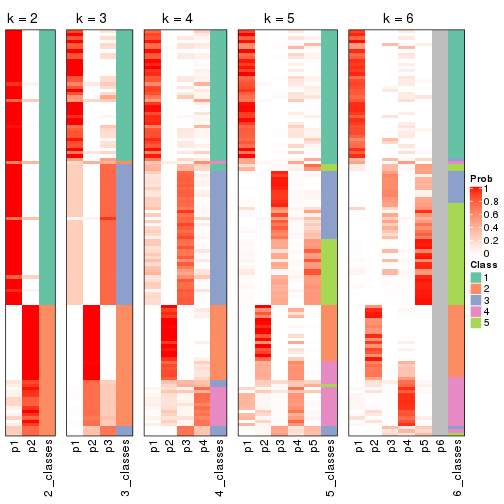 k = 2
k = 3
k = 4
k = 5
k = 6
p1
p2
2_classes
p1
p2
p3
3_classes
p1
p2
p3
p4
4_classes
p1
p2
p3
p4
p5
5_classes
p1
p2
p3
p4
p5
p6
6_classes
Prob
1
0.8
0.6
0.4
0.2
0
Class
1
2
3
4
5